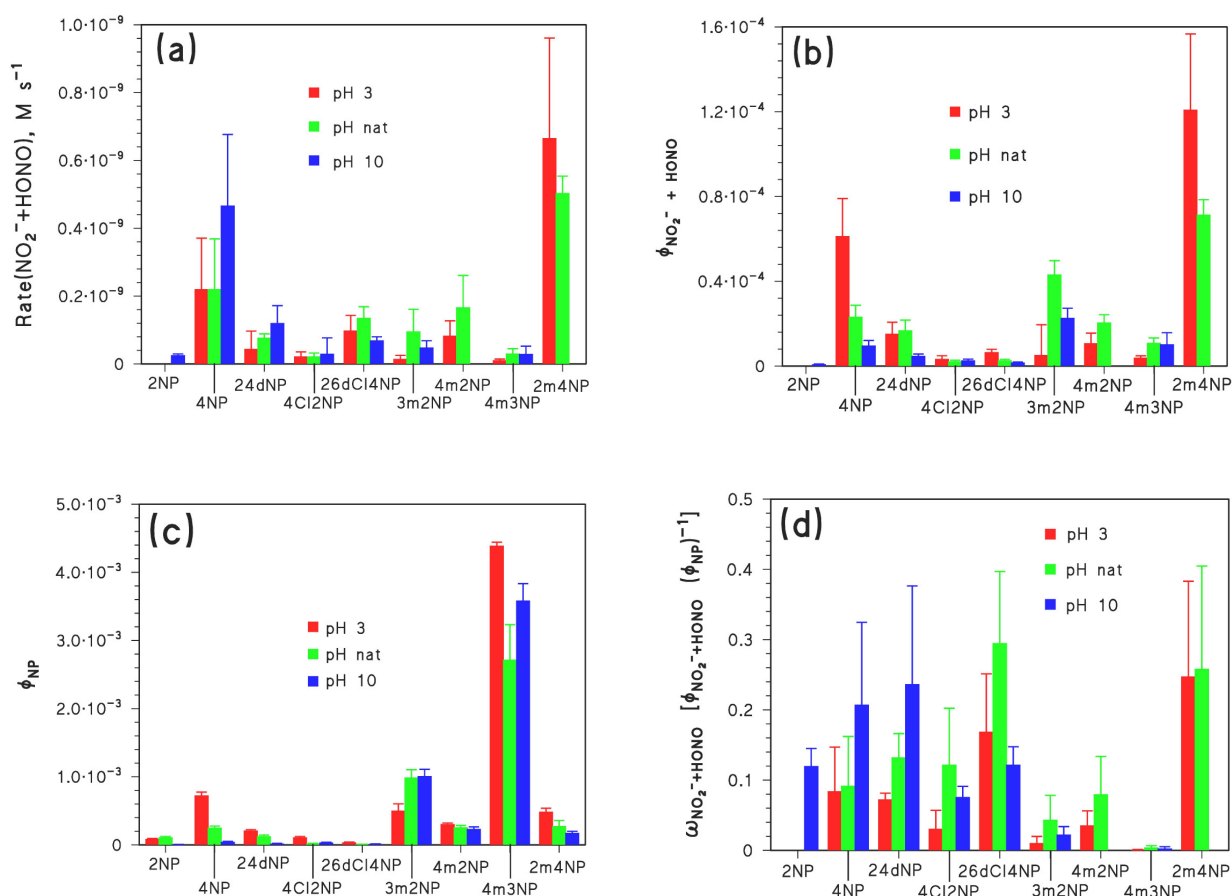 (a)
Rate(NO₂⁻+HONO), M s⁻¹
1.0·10⁻⁹
0.8·10⁻⁹
0.6·10⁻⁹
0.4·10⁻⁹
0.2·10⁻⁹
0
pH 3
pH nat
pH 10
2NP 24dNP 26dCl4NP 4m2NP 2m4NP
4NP 4Cl2NP 3m2NP 4m3NP
(b)
ϕNO₂⁻ + HONO
1.6·10⁻⁴
1.2·10⁻⁴
0.8·10⁻⁴
0.4·10⁻⁴
0
pH 3
pH nat
pH 10
2NP 24dNP 26dCl4NP 4m2NP 2m4NP
4NP 4Cl2NP 3m2NP 4m3NP
(c)
ϕNP
5.0·10⁻³
4.0·10⁻³
3.0·10⁻³
2.0·10⁻³
1.0·10⁻³
0
pH 3
pH nat
pH 10
2NP 24dNP 26dCl4NP 4m2NP 2m4NP
4NP 4Cl2NP 3m2NP 4m3NP
(d)
ωNO₂⁻+HONO [ϕNO₂⁻+HONO (ϕNP)⁻¹]
0.5
0.4
0.3
0.2
0.1
0
pH 3
pH nat
pH 10
2NP 24dNP 26dCl4NP 4m2NP 2m4NP
4NP 4Cl2NP 3m2NP 4m3NP